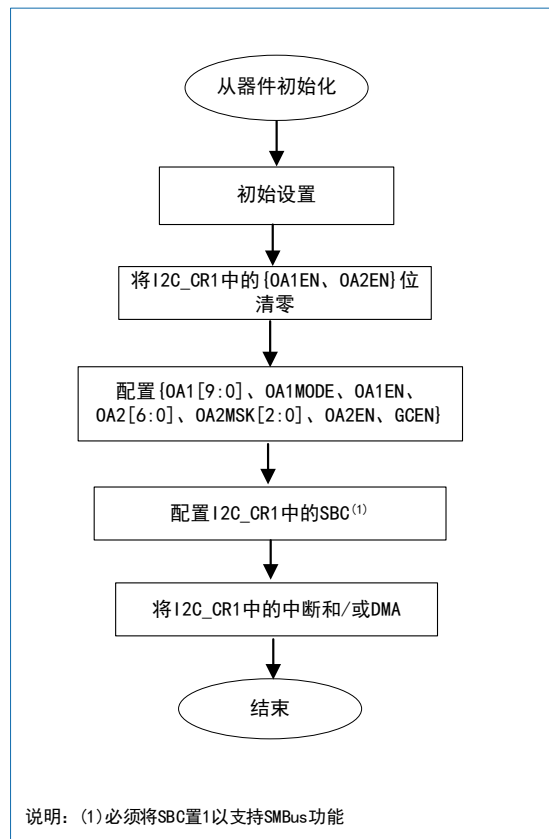 从器件初始化
初始设置
将I2C_CR1中的{OA1EN、OA2EN}位
清零
配置{OA1[9:0]、OA1MODE、OA1EN、
OA2[6:0]、OA2MSK[2:0]、OA2EN、GCEN}
配置I2C_CR1中的SBC⁽¹⁾
将I2C_CR1中的中断和/或DMA
结束
说明：(1)必须将SBC置1以支持SMBus功能